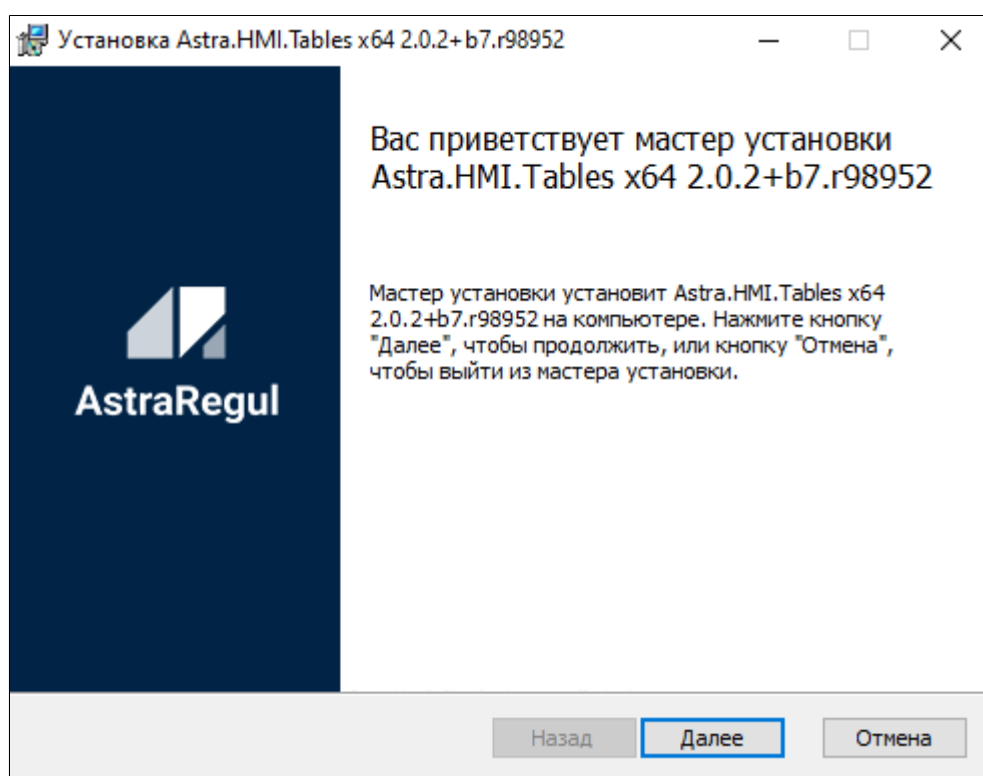 Установка Astra.HMI.Tables x64 2.0.2+b7.r98952
Вас приветствует мастер установки
Astra.HMI.Tables x64 2.0.2+b7.r98952
Мастер установки установит Astra.HMI.Tables x64
2.0.2+b7.r98952 на компьютере. Нажмите кнопку
"Далее", чтобы продолжить, или кнопку "Отмена",
чтобы выйти из мастера установки.
AstraRegul
Назад Далее Отмена